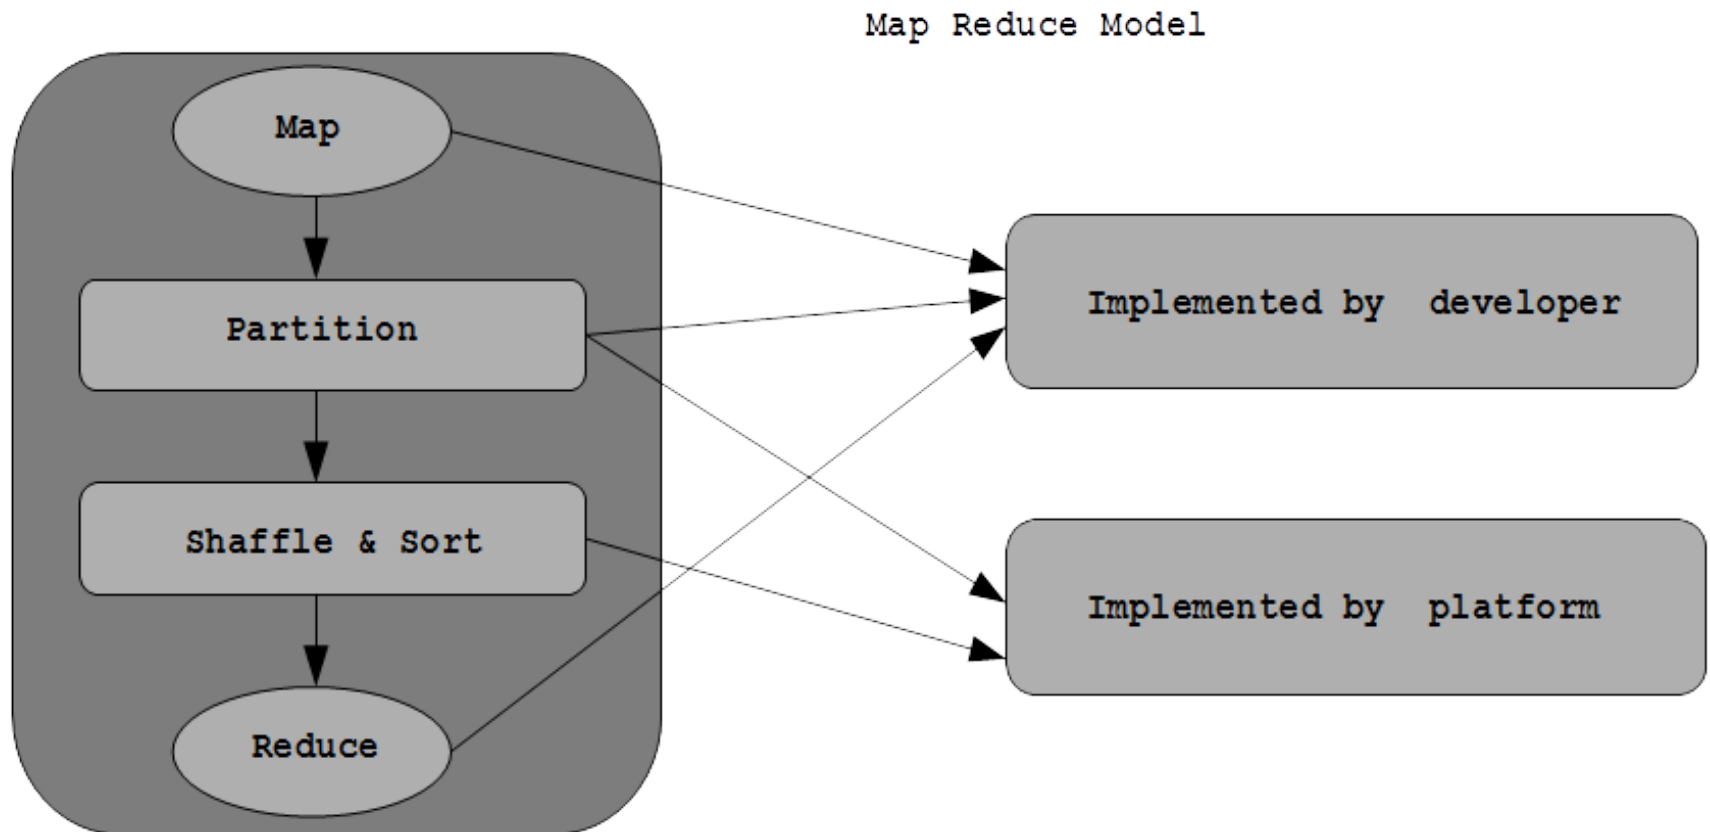 Map Reduce Model
Map
Partition
Shaffle & Sort
Reduce
Implemented by developer
Implemented by platform